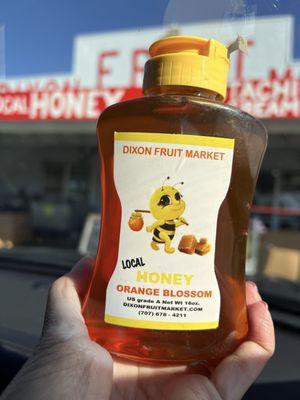 F
LOCAL HONEY
DIXON FRUIT MARKET
LOCAL
HONEY
ORANGE BLOSSOM
US grade A Net Wt 16oz.
DIXONFRUITMARKET.COM
(707) 678 - 4211